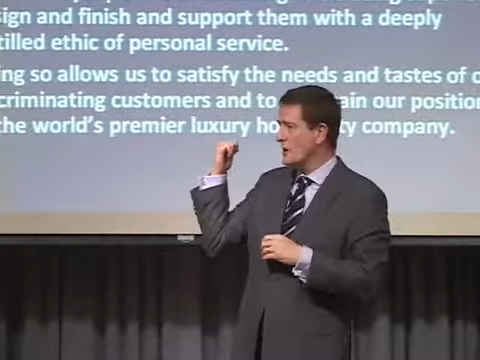 sign and finish and support them with a deeply
tilled ethic of personal service.
ing so allows us to satisfy the needs and tastes of o
criminating customers and to ain our position
the world's premier luxury ho ty company.